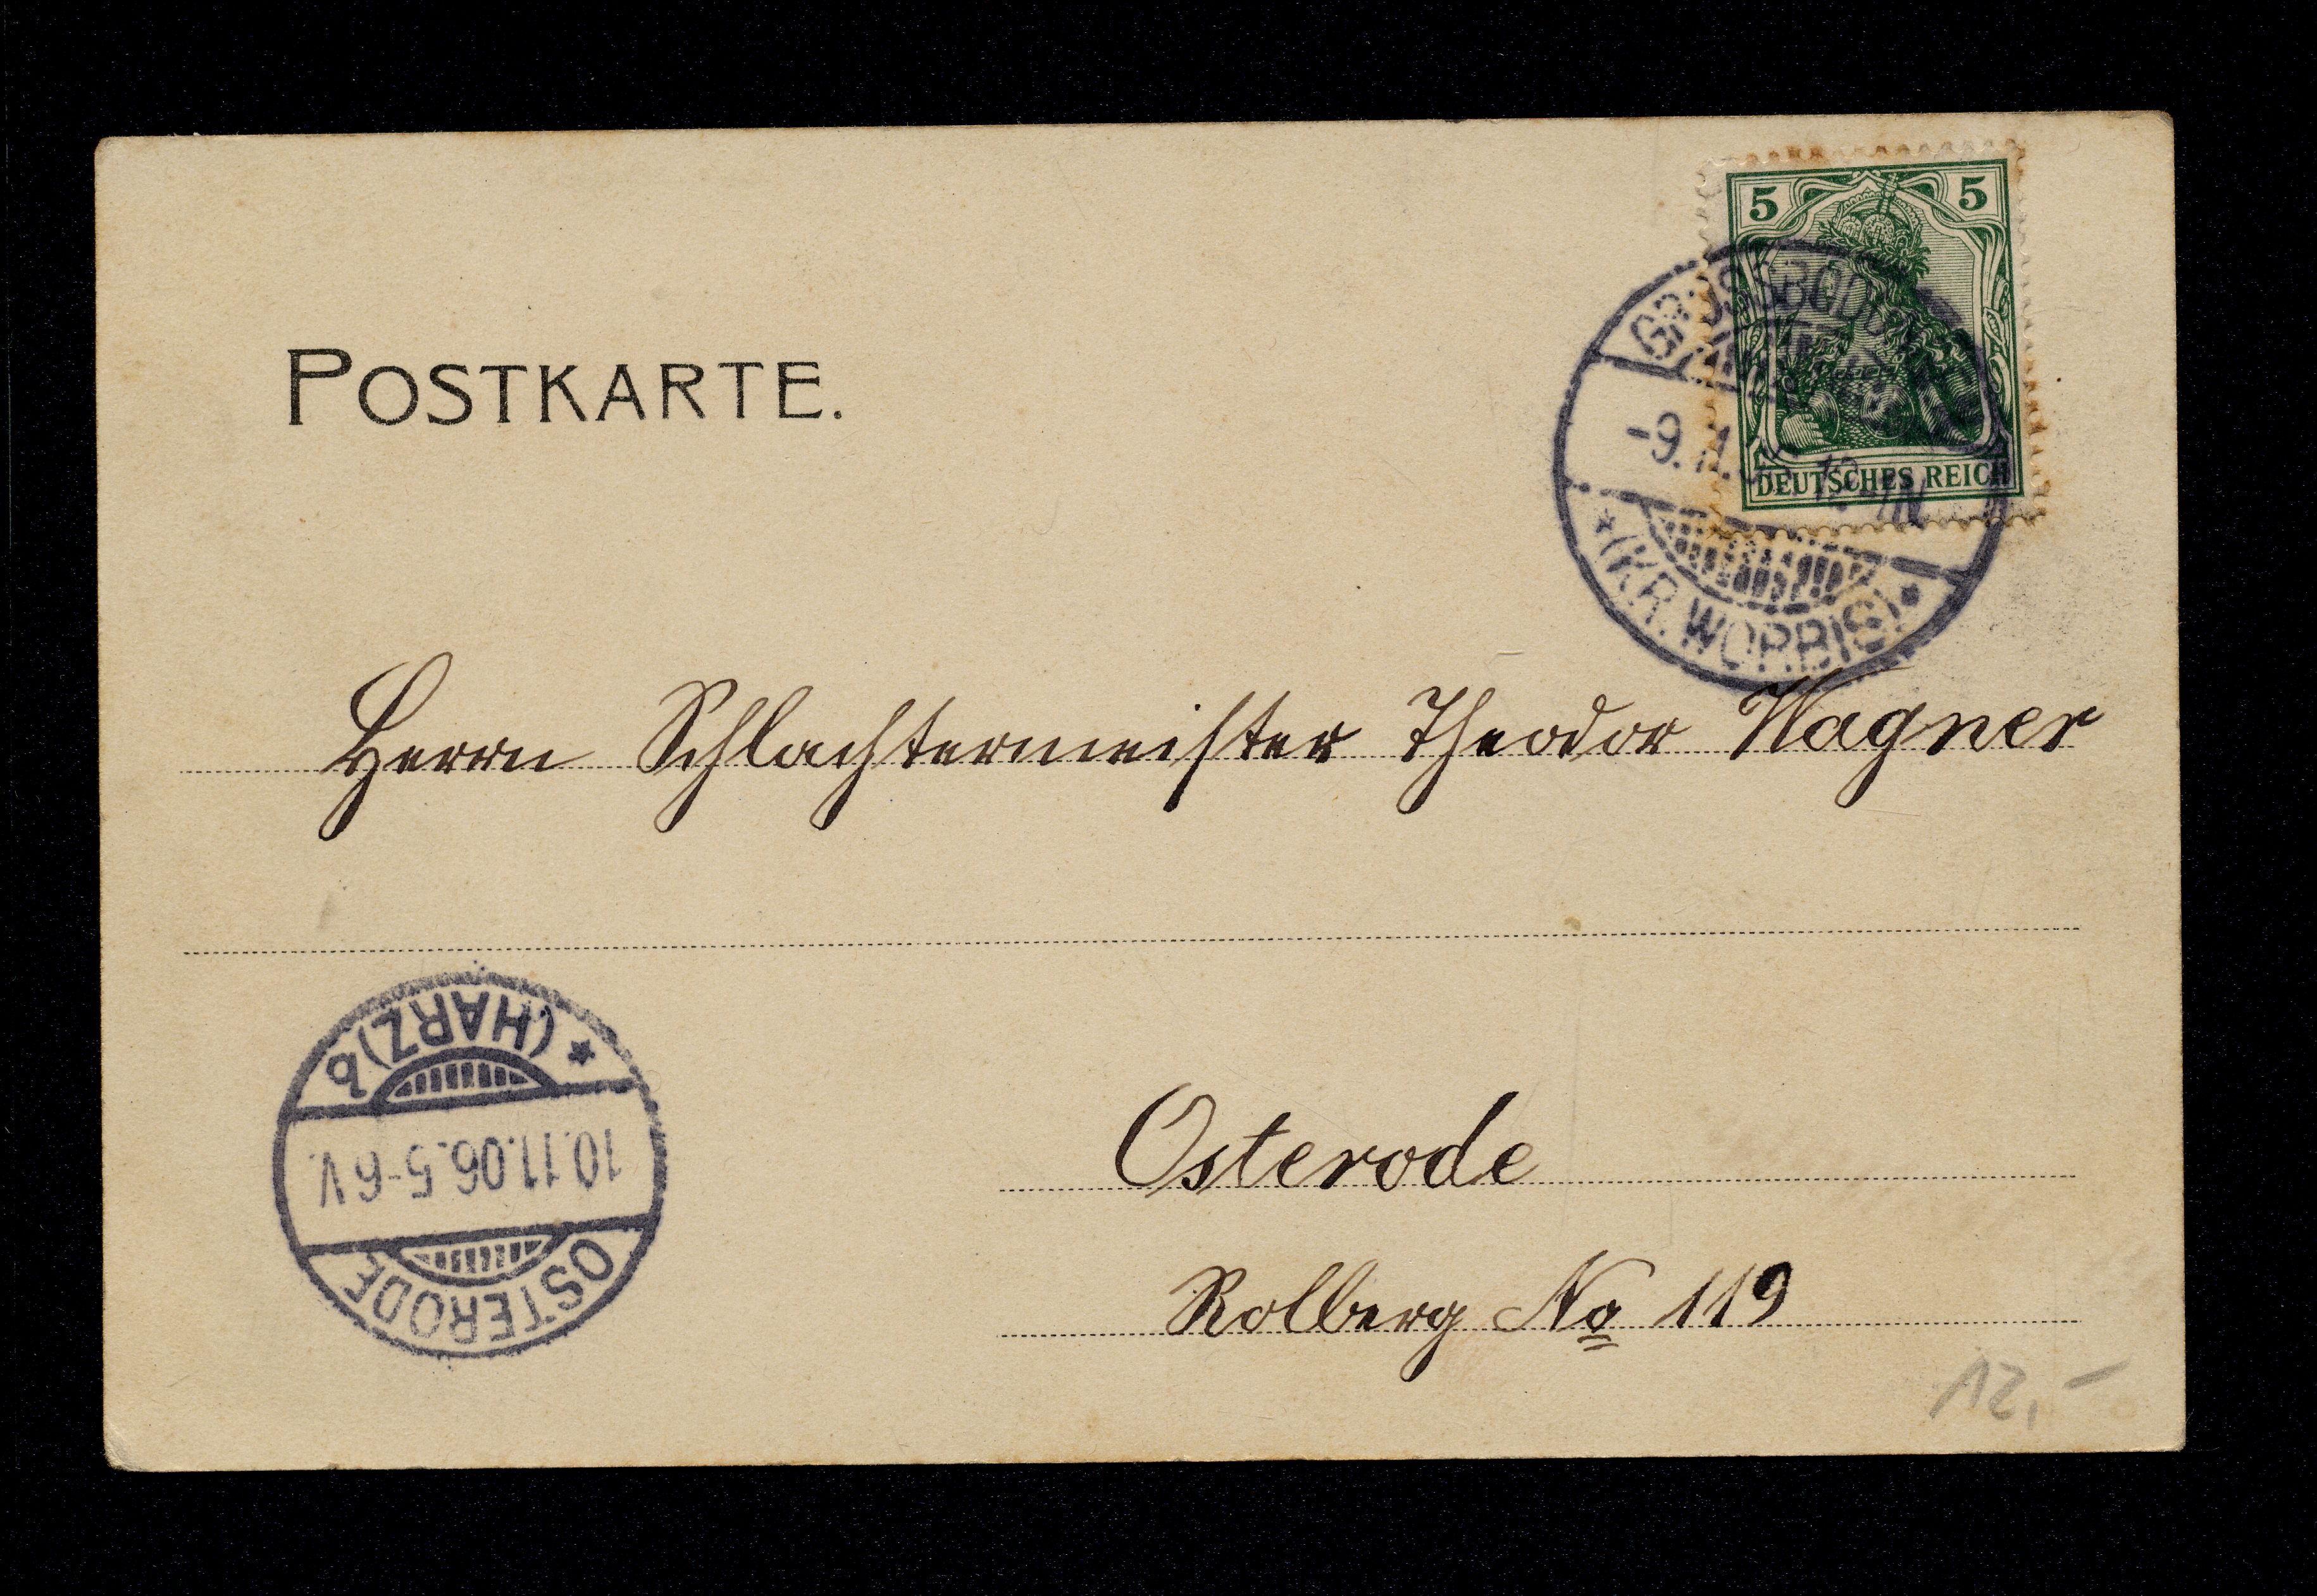 5 5
DEUTSCHES REICH
POSTKARTE.
-9.11.
★ (KR. WORBIS) ★
Herrn Schlachtermeister Theodor Wagner
★ (HARZ) b
10.11.06. 5-6 V.
OSTERODE
Osterode
Rollberg No 119
12,-